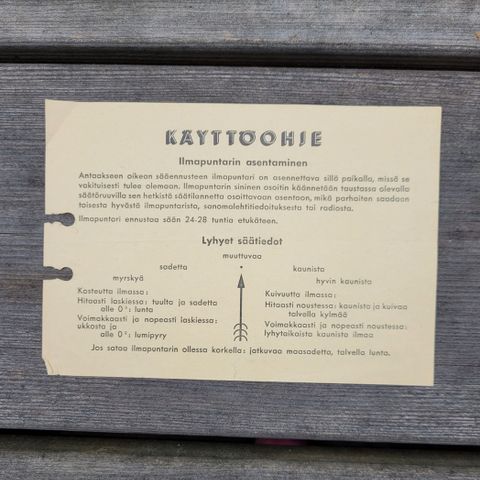 KÄYTTÖOHJE
Ilmapuntarin asentaminen
Antaakseen oikean sääennusteen ilmapuntari on asennettava sillä paikalla, missä se
vakituisesti tulee olemaan. Ilmapuntarin sininen osoitin käännetään taustassa olevalla
säätöruuvilla sen hetkistä säätilannetta osoittavaan asentoon, mikä parhaiten saadaan
toisesta hyvästä ilmapuntarista, sanomalehtitiedoituksesta tai radiosta.
Ilmapuntari ennustaa sään 24-28 tuntia etukäteen.
Lyhyet säätiedot
muuttuvaa
sadetta kaunista
myrskyä hyvin kaunista
Kosteutta ilmassa: Kuivuutta ilmassa:
Hitaasti laskiessa: tuulta ja sadetta Hitaasti noustessa: kaunista ja kuivaa
alle 0°: lunta talvella kylmää
Voimakkaasti ja nopeasti laskiessa: Voimakkaasti ja nopeasti noustessa:
ukkosta ja lyhytaikaista kaunista ilmaa
alle 0°: lumipyry
Jos sataa ilmapuntarin ollessa korkella: jatkuvaa maasadetta, talvella lunta.